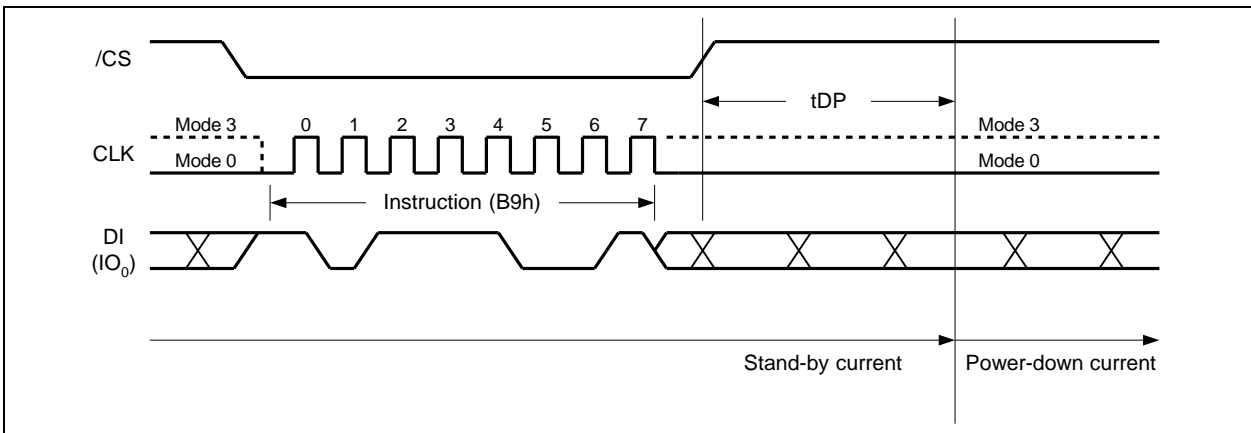 /CS
tDP
Mode 3 0 1 2 3 4 5 6 7 Mode 3
CLK
Mode 0 Mode 0
Instruction (B9h)
DI
(IO0)
Stand-by current Power-down current